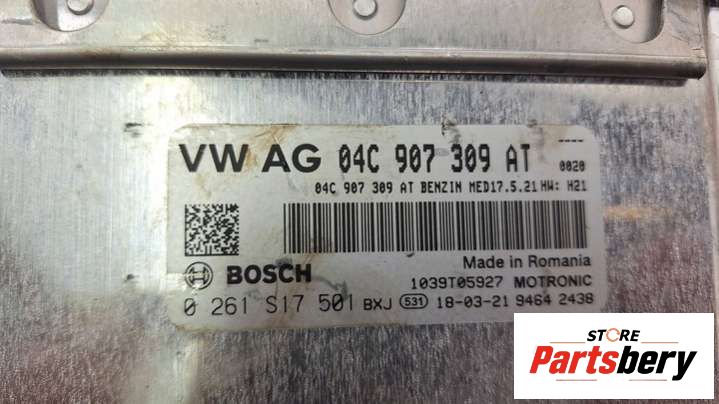 VW AG 04C 907 309 AT ----
0020
04C 907 309 AT BENZIN MED17.5.21 HW: H21
Made in Romania
BOSCH 1039T05927 MOTRONIC
0 261 S17 501 BXJ 531 18-03-21 9464 2438
STORE
Partsbery